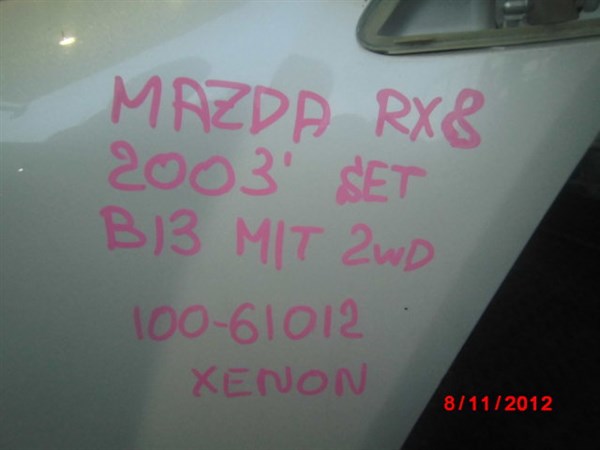 MAZDA RX8
2003' SET
B13 M/T 2WD
100-61012
XENON
8/11/2012